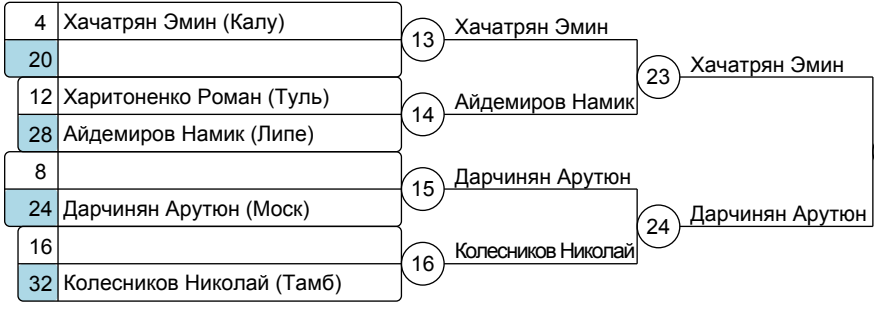 4 Хачатрян Эмин (Калу)
20
13 Хачатрян Эмин
12 Харитоненко Роман (Туль)
28 Айдемиров Намик (Липе)
14 Айдемиров Намик
23 Хачатрян Эмин
8
24 Дарчинян Арутюн (Моск)
15 Дарчинян Арутюн
16
32 Колесников Николай (Тамб)
16 Колесников Николай
24 Дарчинян Арутюн